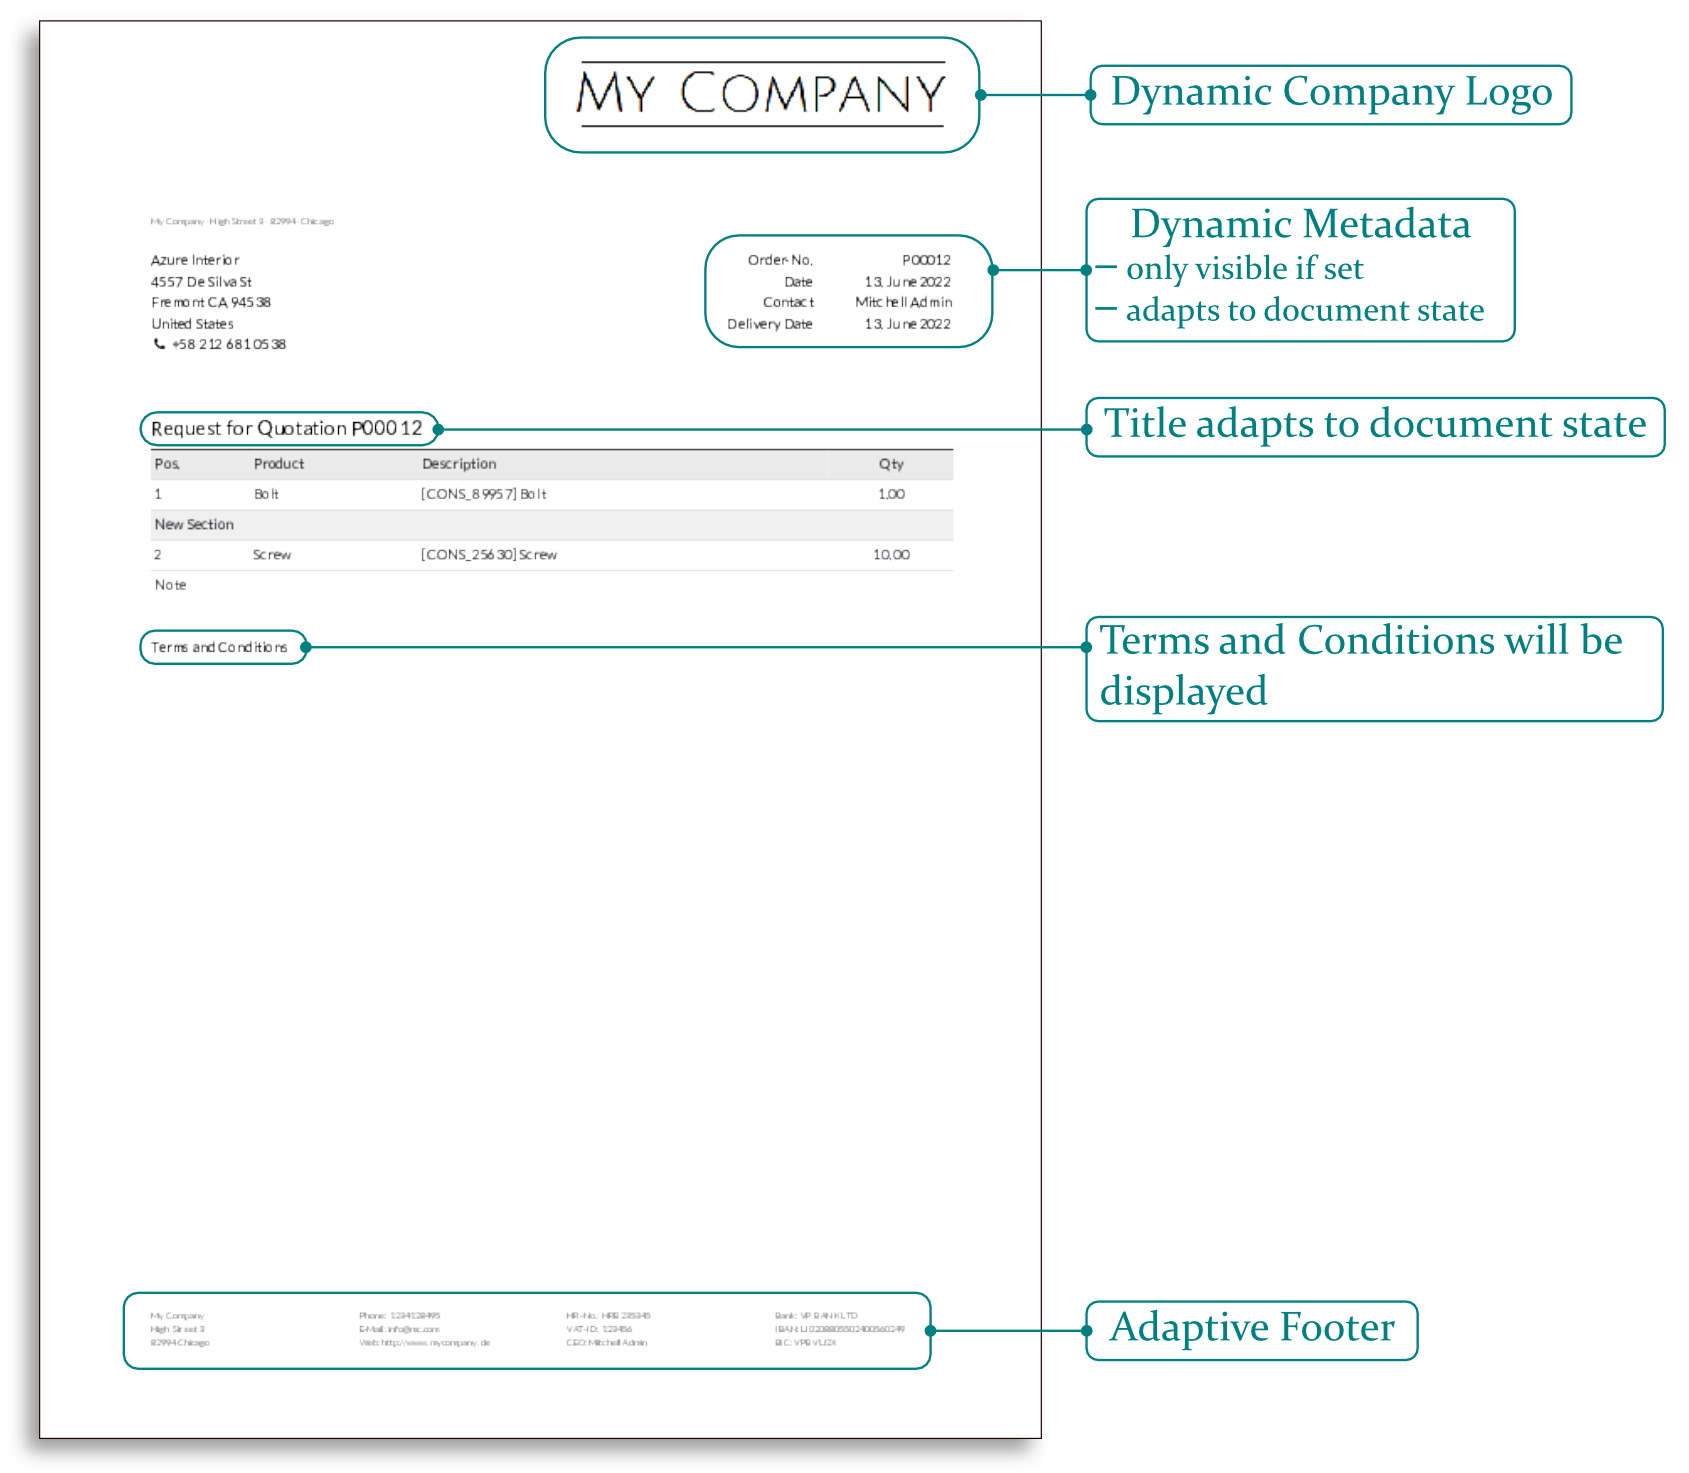 MY COMPANY
Dynamic Company Logo
My Company · High Street 3 · 82994 · Chicago
Azure Interior
4557 De Silva St
Fremont CA 94538
United States
+58 212 681 0538
Order-No. P00012
Date 13. June 2022
Contact Mitchell Admin
Delivery Date 13. June 2022
Dynamic Metadata
– only visible if set
– adapts to document state
Request for Quotation P00012
Title adapts to document state
Pos. Product Description Qty
1 Bolt [CONS_89957] Bolt 1,00
New Section
2 Screw [CONS_25630] Screw 10,00
Note
Terms and Conditions
Terms and Conditions will be
displayed
My Company Phone: 1234128495 HR-No.: HRB 235345 Bank: VP BANK LTD
High Street 3 E-Mail: info@mc.com VAT-ID: 123456
82994 Chicago Web: http://www.mycompany.de CEO: Mitchell Admin
Adaptive Footer